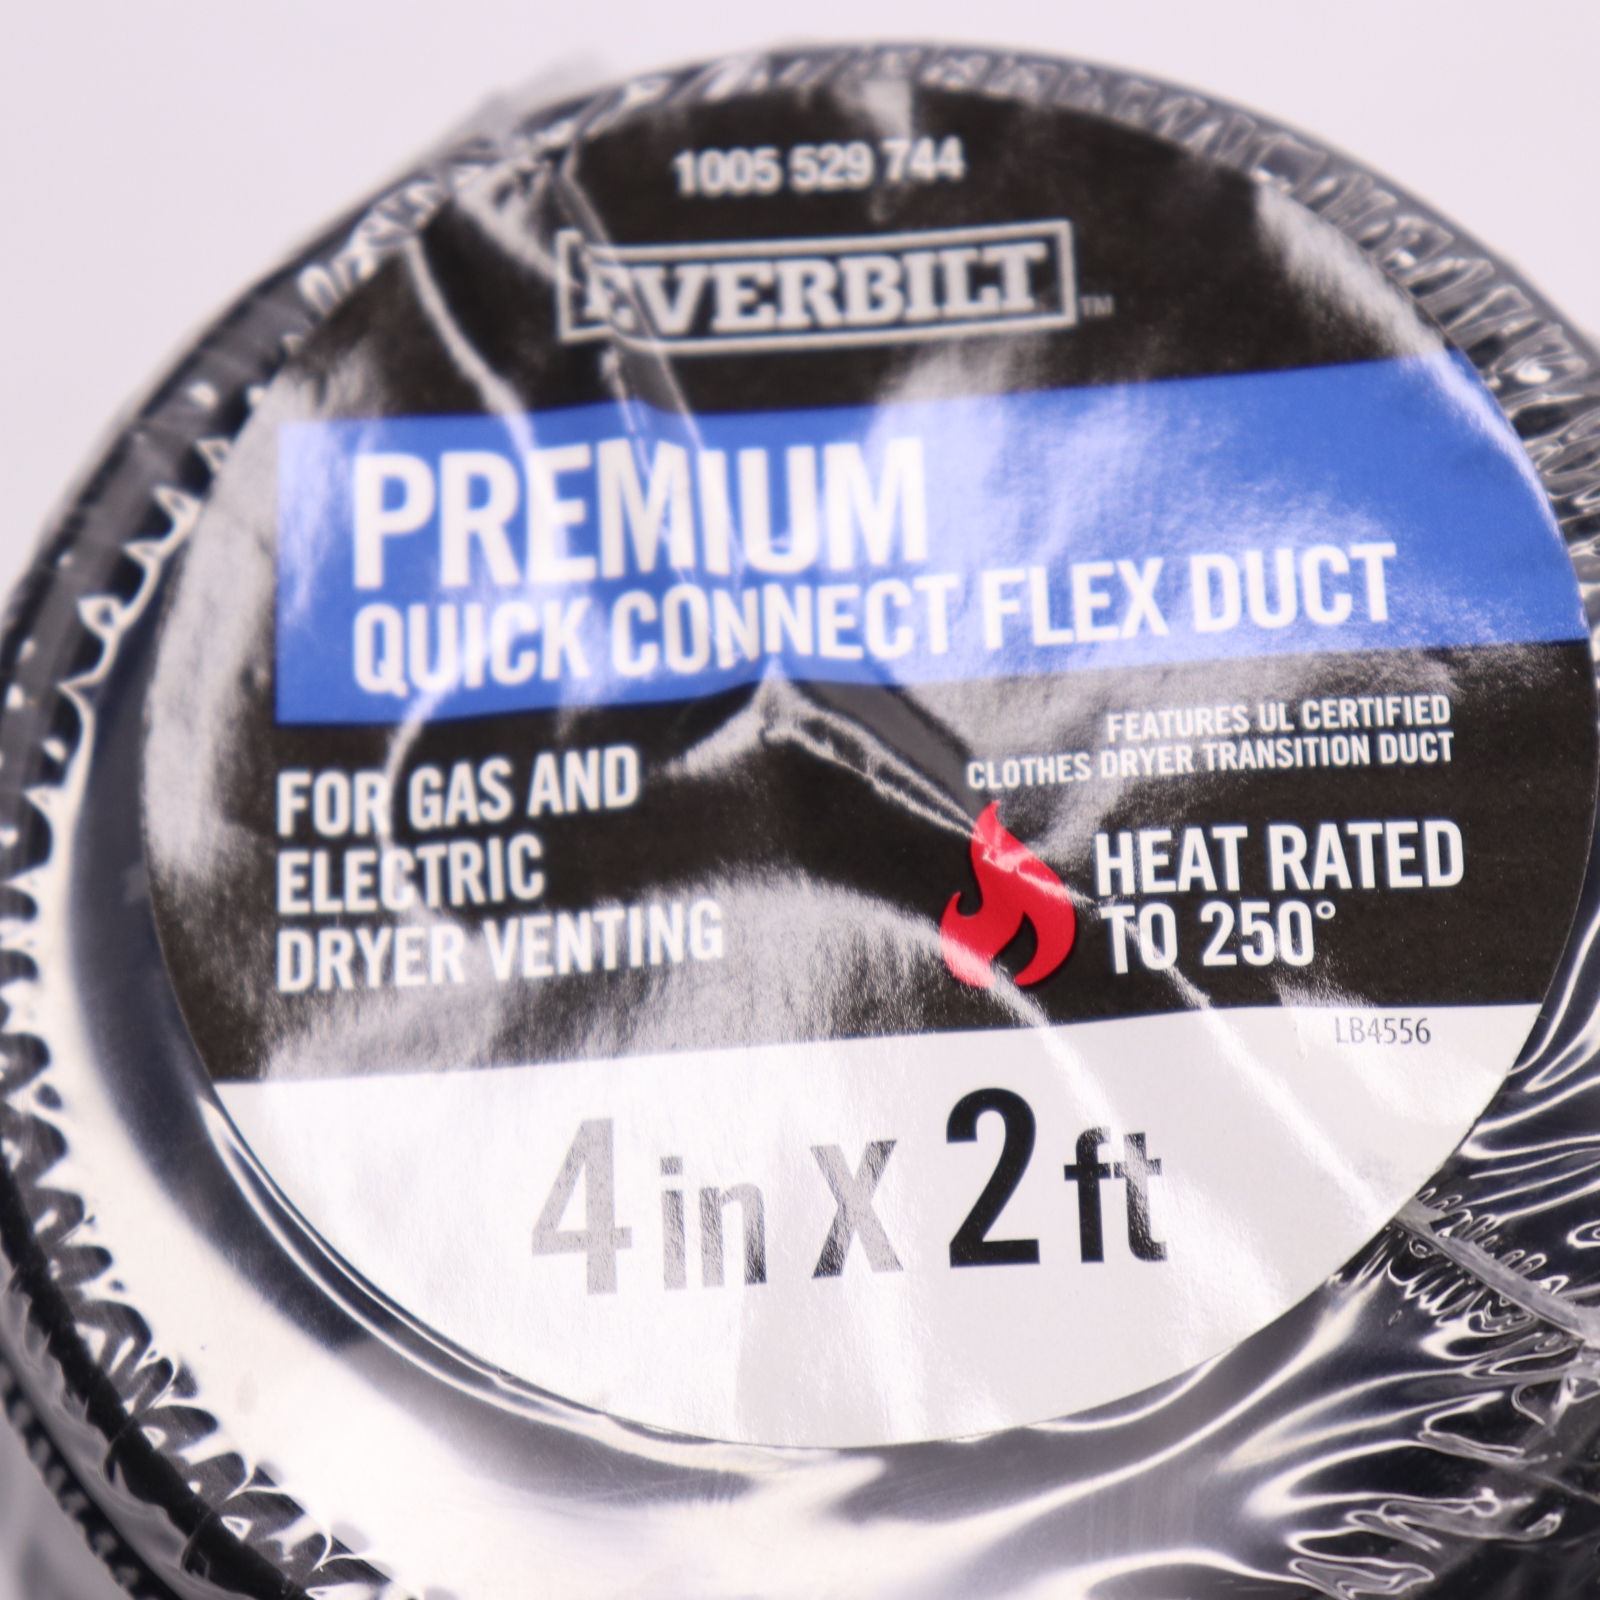 1005 529 744
EVERBILT™
PREMIUM
QUICK CONNECT FLEX DUCT
FEATURES UL CERTIFIED
CLOTHES DRYER TRANSITION DUCT
FOR GAS AND
ELECTRIC
DRYER VENTING
HEAT RATED
TO 250°
LB4556
4 in X 2 ft